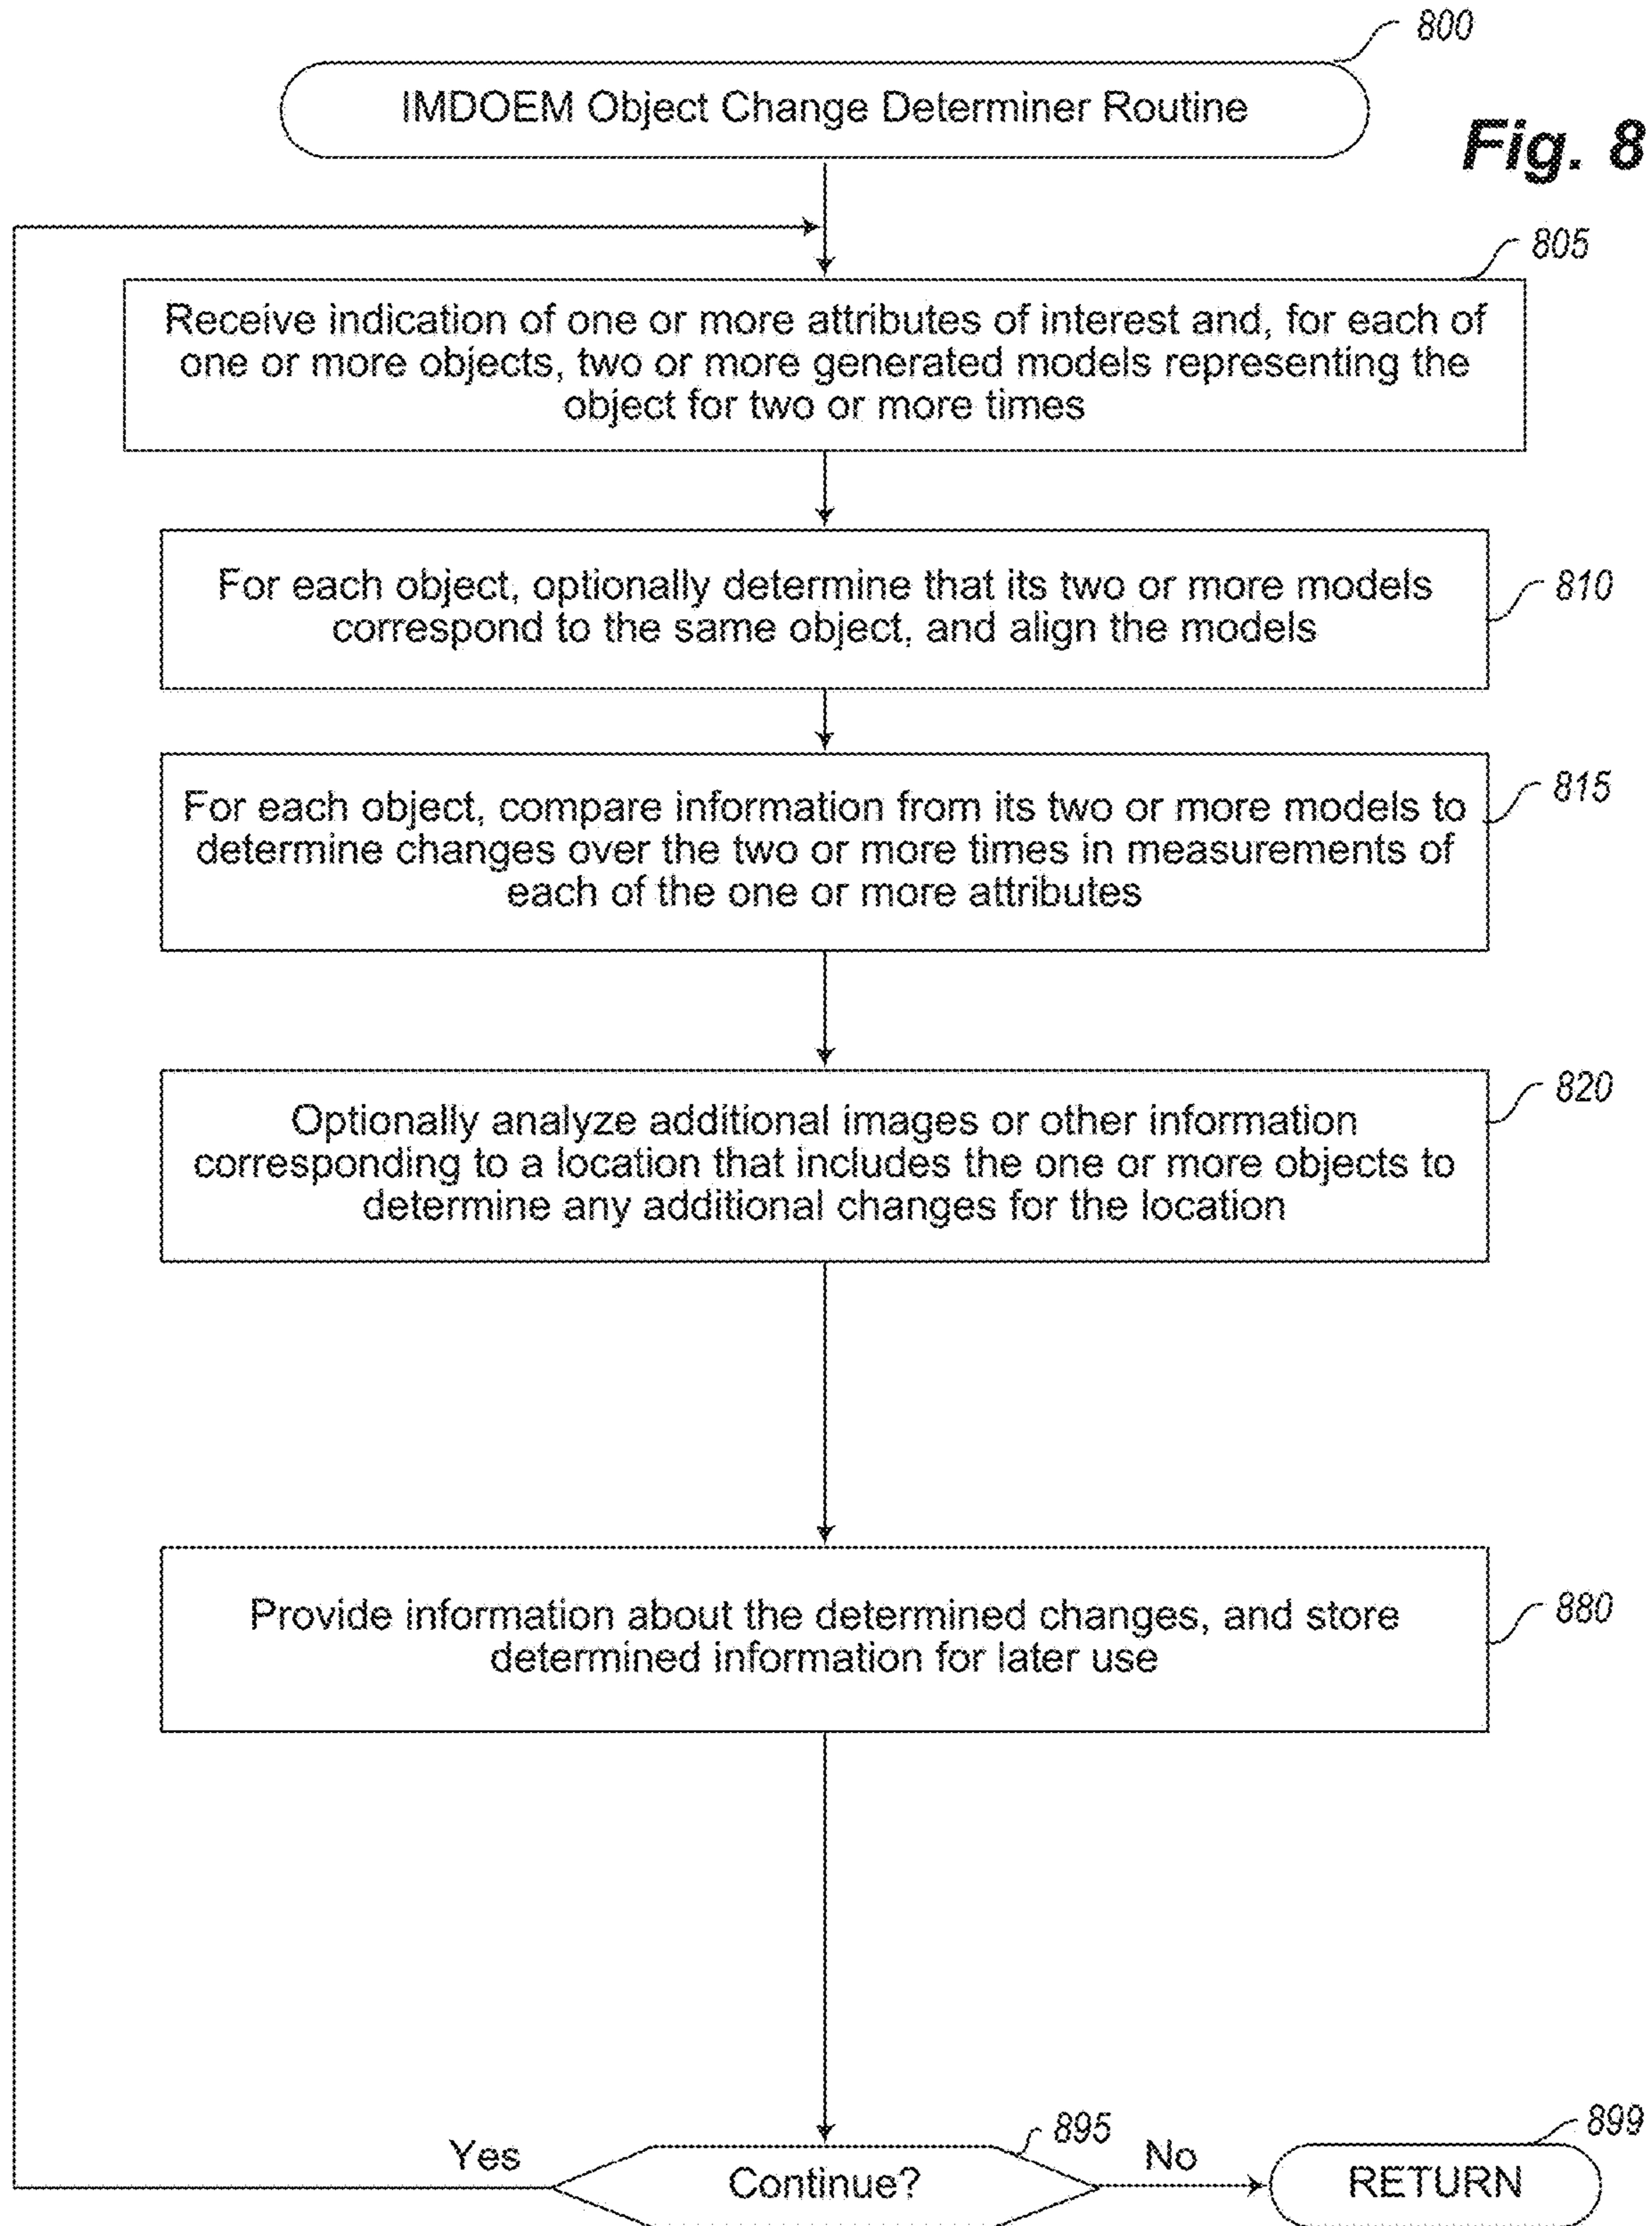 800
IMDOEM Object Change Determiner Routine
Fig. 8
805
Receive indication of one or more attributes of interest and, for each of
one or more objects, two or more generated models representing the
object for two or more times
810
For each object, optionally determine that its two or more models
correspond to the same object, and align the models
815
For each object, compare information from its two or more models to
determine changes over the two or more times in measurements of
each of the one or more attributes
820
Optionally analyze additional images or other information
corresponding to a location that includes the one or more objects to
determine any additional changes for the location
880
Provide information about the determined changes, and store
determined information for later use
895
899
Yes
Continue?
No
RETURN